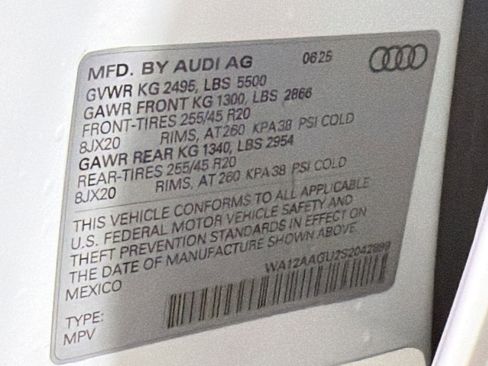 MFD. BY AUDI AG 0625
GVWR KG 2495, LBS 5500
GAWR FRONT KG 1300, LBS 2866
FRONT-TIRES 255/45 R20
8JX20 RIMS, AT 260 KPA 38 PSI COLD
GAWR REAR KG 1340, LBS 2954
REAR-TIRES 255/45 R20
8JX20 RIMS, AT 260 KPA 38 PSI COLD
THIS VEHICLE CONFORMS TO ALL APPLICABLE
U.S. FEDERAL MOTOR VEHICLE SAFETY AND
THEFT PREVENTION STANDARDS IN EFFECT ON
THE DATE OF MANUFACTURE SHOWN ABOVE.
MEXICO
TYPE:
MPV